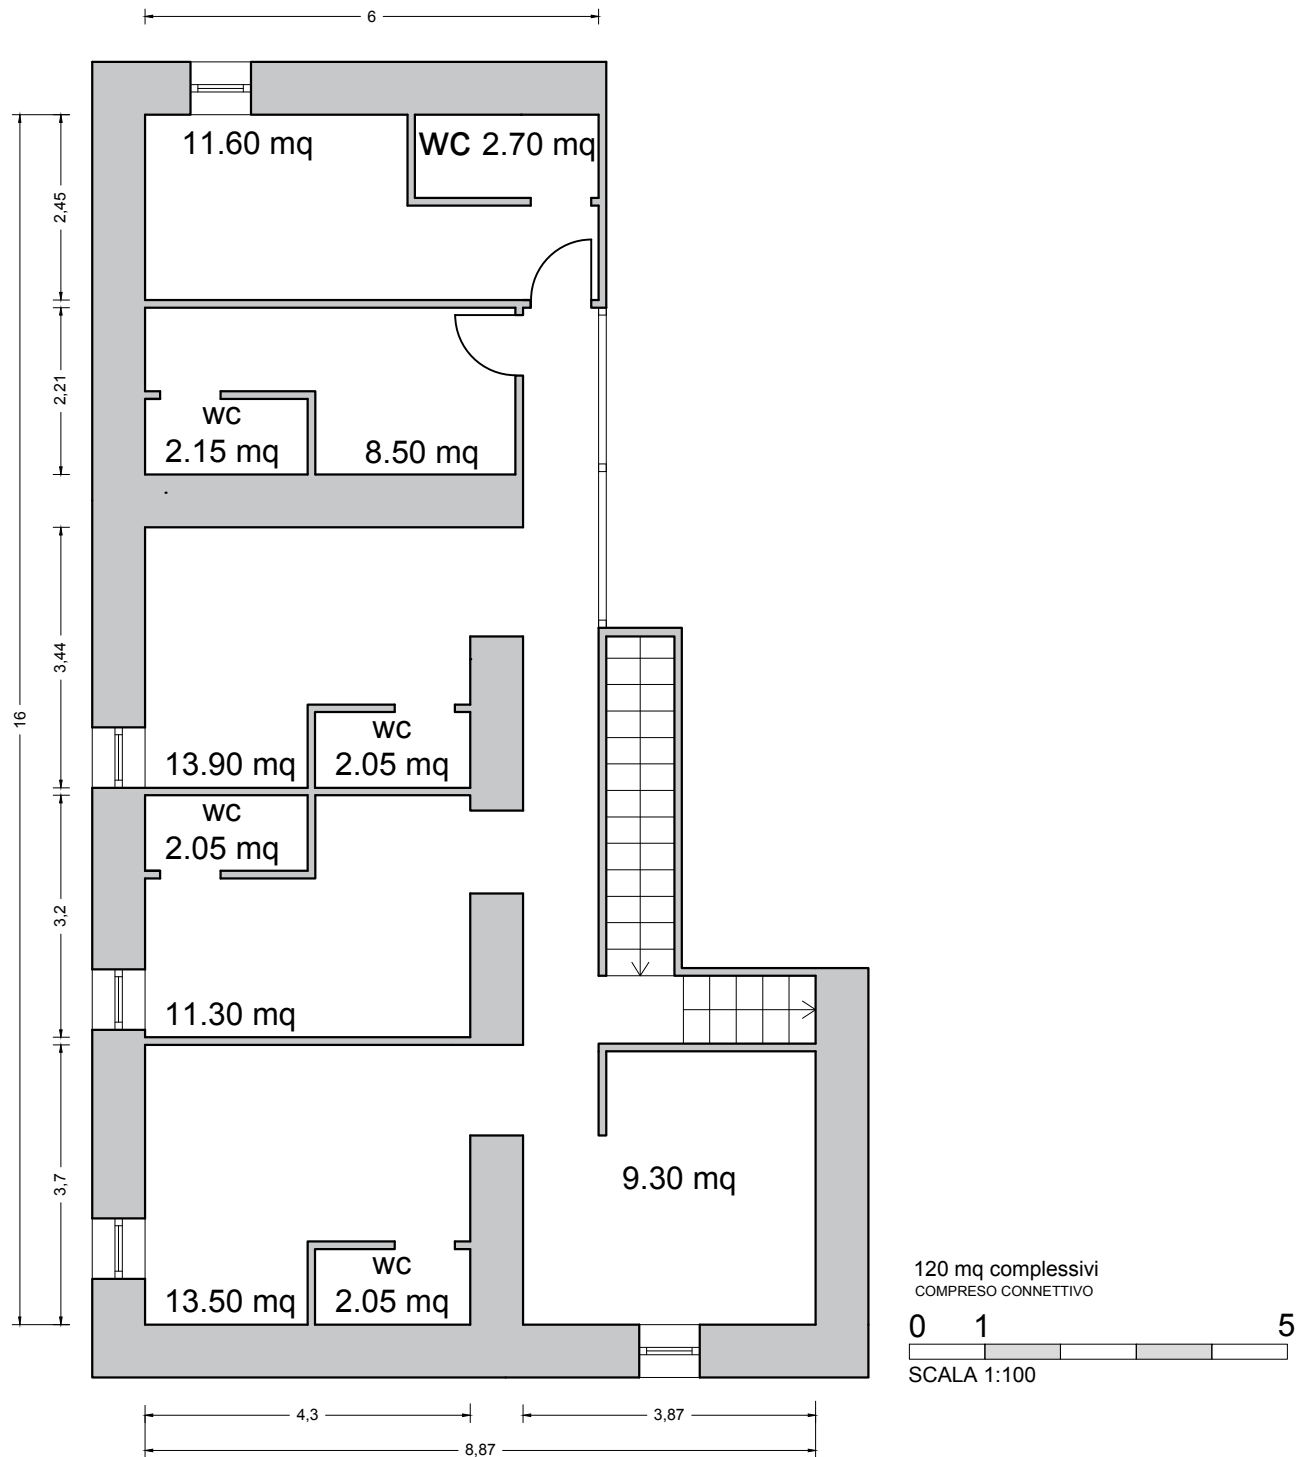 6
11.60 mq
WC 2.70 mq
2,45
2,21
wc
2.15 mq
8.50 mq
3,44
16
wc
13.90 mq
2.05 mq
wc
2.05 mq
3,2
11.30 mq
3,7
9.30 mq
wc
13.50 mq
2.05 mq
120 mq complessivi
COMPRESO CONNETTIVO
0 1 5
SCALA 1:100
4,3
3,87
8,87